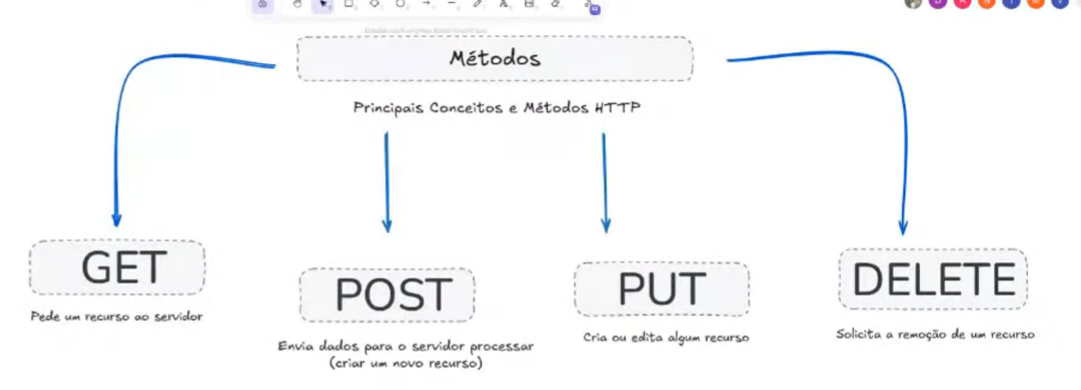 Métodos
Principais Conceitos e Métodos HTTP
GET
Pede um recurso ao servidor
POST
Envia dados para o servidor processar
(criar um novo recurso)
PUT
Cria ou edita algum recurso
DELETE
Solicita a remoção de um recurso